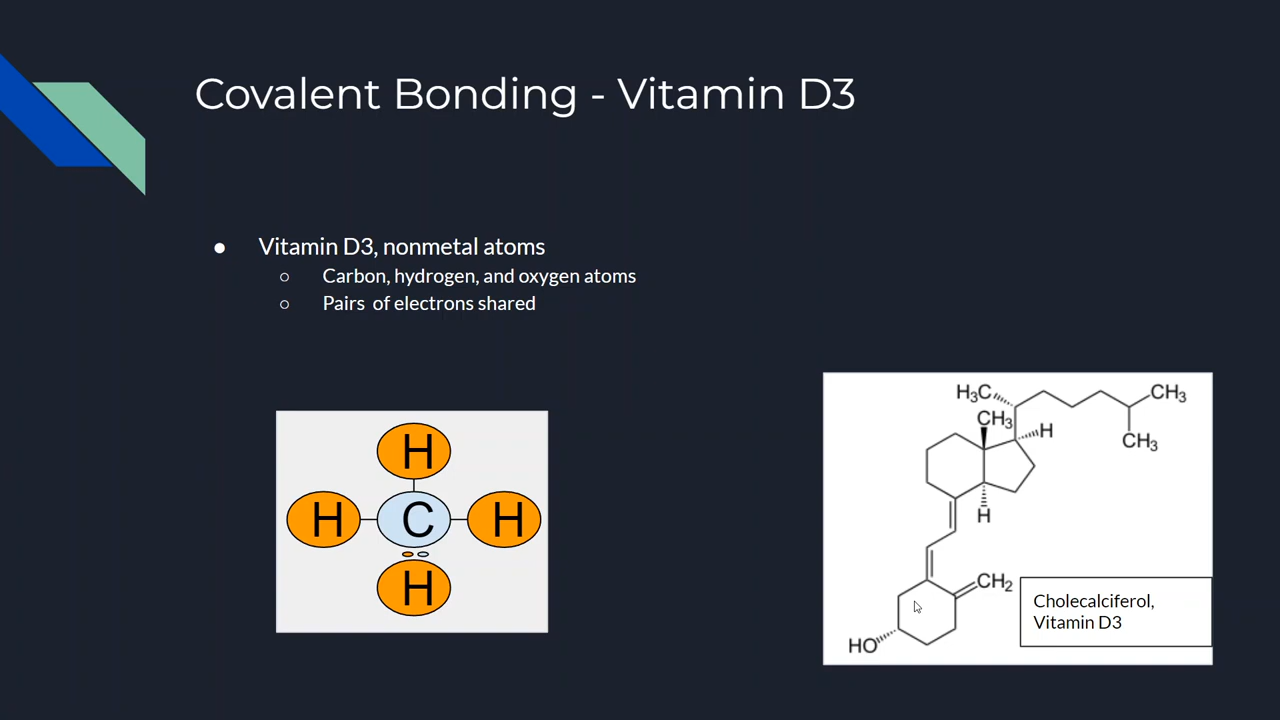 Covalent Bonding - Vitamin D3
● Vitamin D3, nonmetal atoms
○ Carbon, hydrogen, and oxygen atoms
○ Pairs of electrons shared
H
H C H
H
H₃C
CH₃
CH₃
H
CH₃
H
CH₂
HO
Cholecalciferol,
Vitamin D3